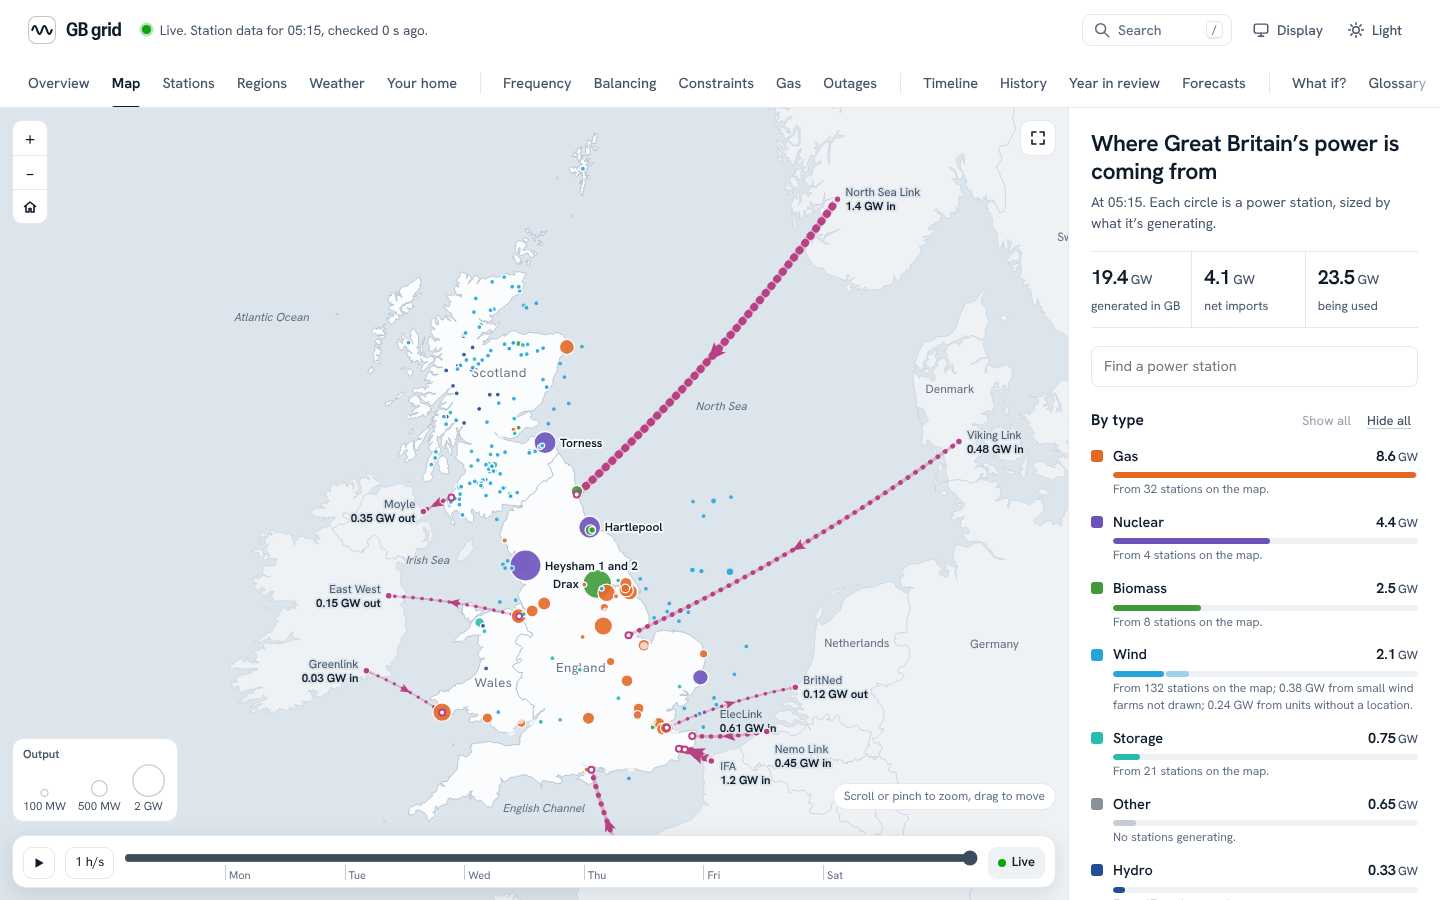 GB grid
Live. Station data for 05:15, checked 0 s ago.
Search
/
Display
Light
Overview
Map
Stations
Regions
Weather
Your home
Frequency
Balancing
Constraints
Gas
Outages
Timeline
History
Year in review
Forecasts
What if?
Glossary
+
−
North Sea Link
1.4 GW in
Sw
Atlantic Ocean
Scotland
Denmark
North Sea
Torness
Viking Link
0.48 GW in
Moyle
0.35 GW out
Hartlepool
Irish Sea
Heysham 1 and 2
Drax
East West
0.15 GW out
Netherlands
Germany
England
Greenlink
0.03 GW in
Wales
BritNed
0.12 GW out
ElecLink
0.61 GW in
Nemo Link
0.45 GW in
IFA
1.2 GW in
English Channel
Output
100 MW
500 MW
2 GW
Scroll or pinch to zoom, drag to move
1 h/s
Mon
Tue
Wed
Thu
Fri
Sat
Live
Where Great Britain’s power is
coming from
At 05:15. Each circle is a power station, sized by
what it’s generating.
19.4 GW
generated in GB
4.1 GW
net imports
23.5 GW
being used
Find a power station
By type
Show all
Hide all
Gas
8.6 GW
From 32 stations on the map.
Nuclear
4.4 GW
From 4 stations on the map.
Biomass
2.5 GW
From 8 stations on the map.
Wind
2.1 GW
From 132 stations on the map; 0.38 GW from small wind
farms not drawn; 0.24 GW from units without a location.
Storage
0.75 GW
From 21 stations on the map.
Other
0.65 GW
No stations generating.
Hydro
0.33 GW